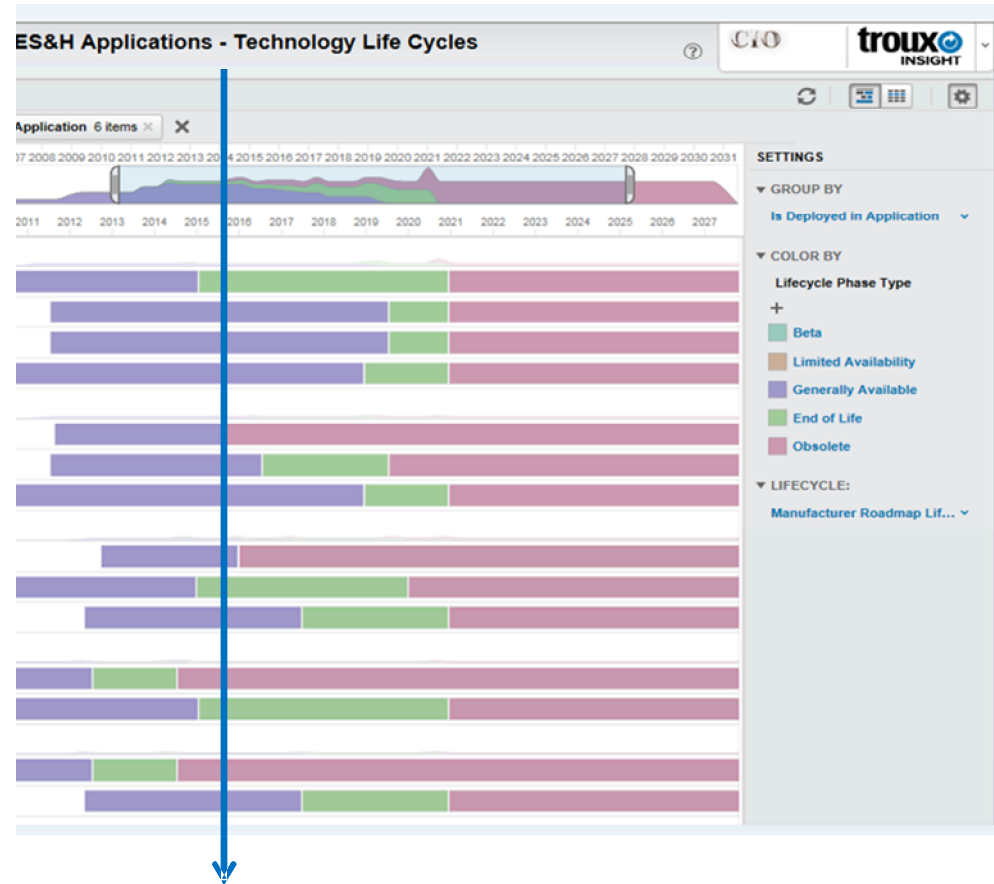 ES&H Applications - Technology Life Cycles
?
CIO
troux
INSIGHT
Application 6 items ×
07 2008 2009 2010 2011 2012 2013 2014 2015 2016 2017 2018 2019 2020 2021 2022 2023 2024 2025 2026 2027 2028 2029 2030 2031
2011 2012 2013 2014 2015 2016 2017 2018 2019 2020 2021 2022 2023 2024 2025 2026 2027
SETTINGS
GROUP BY
Is Deployed in Application
COLOR BY
Lifecycle Phase Type
+
Beta
Limited Availability
Generally Available
End of Life
Obsolete
LIFECYCLE:
Manufacturer Roadmap Lif...